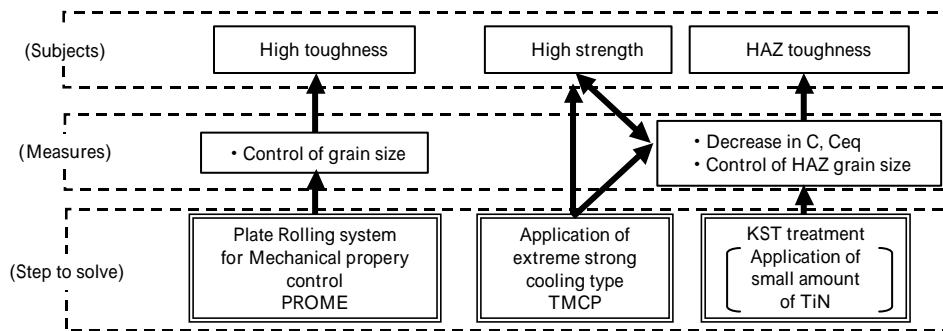 (Subjects)
High toughness
High strength
HAZ toughness
(Measures)
・Control of grain size
・Decrease in C, Ceq
・Control of HAZ grain size
(Step to solve)
Plate Rolling system
for Mechanical propery
control
PROME
Application of
extreme strong
cooling type
TMCP
KST treatment
Application of
small amount
of TiN